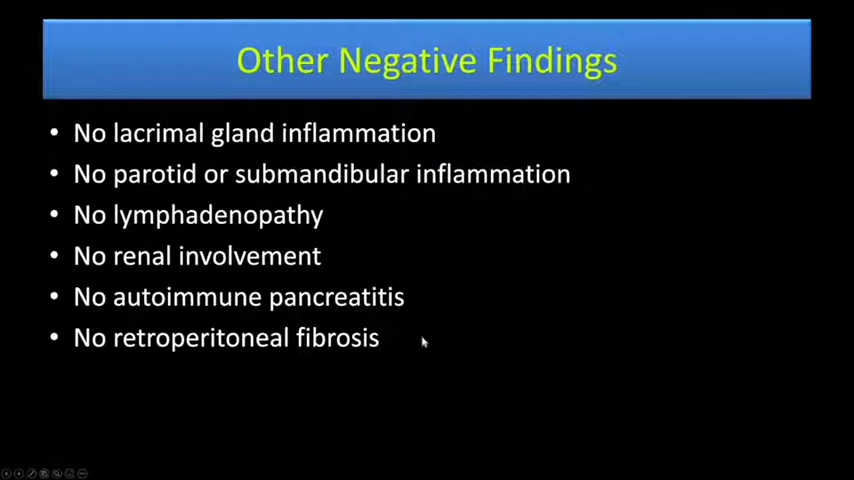 Other Negative Findings
• No lacrimal gland inflammation
• No parotid or submandibular inflammation
• No lymphadenopathy
• No renal involvement
• No autoimmune pancreatitis
• No retroperitoneal fibrosis